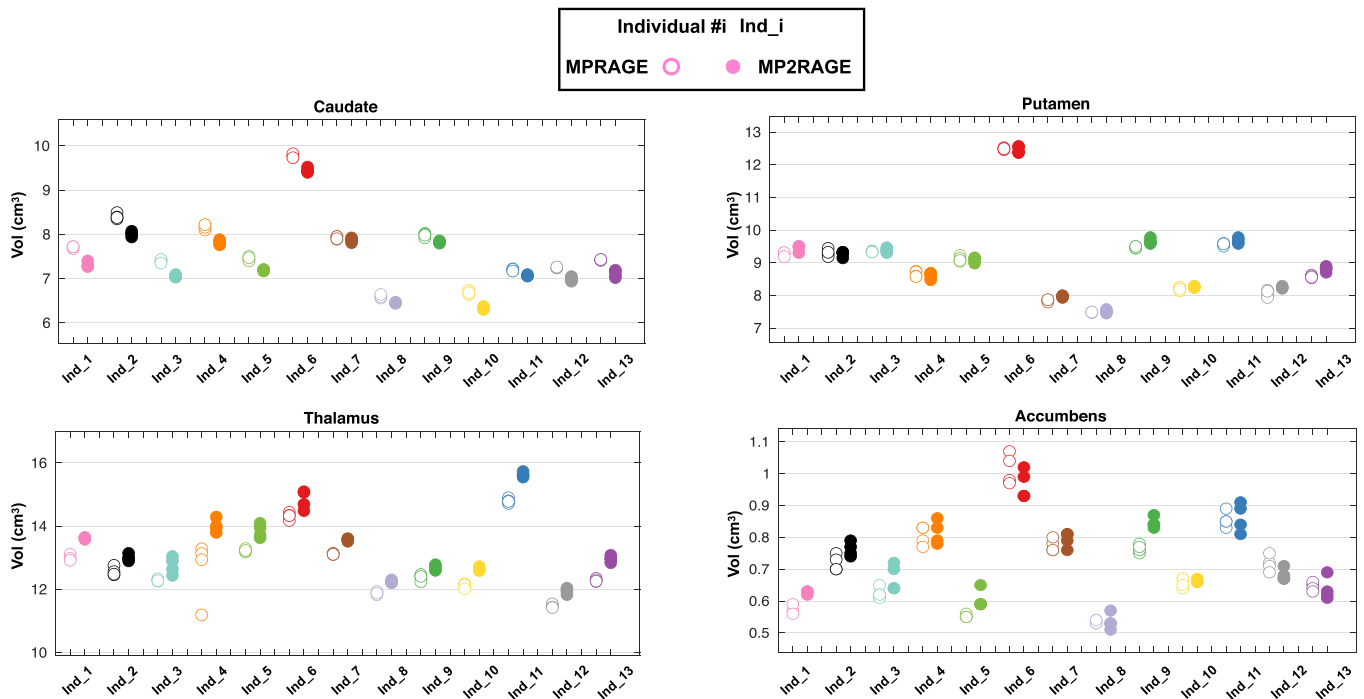 Individual #i Ind_i
MPRAGE MP2RAGE
Caudate
Vol (cm³)
10
9
8
7
6
Ind_1 Ind_2 Ind_3 Ind_4 Ind_5 Ind_6 Ind_7 Ind_8 Ind_9 Ind_10 Ind_11 Ind_12 Ind_13
Putamen
Vol (cm³)
13
12
11
10
9
8
7
Ind_1 Ind_2 Ind_3 Ind_4 Ind_5 Ind_6 Ind_7 Ind_8 Ind_9 Ind_10 Ind_11 Ind_12 Ind_13
Thalamus
Vol (cm³)
16
14
12
10
Ind_1 Ind_2 Ind_3 Ind_4 Ind_5 Ind_6 Ind_7 Ind_8 Ind_9 Ind_10 Ind_11 Ind_12 Ind_13
Accumbens
Vol (cm³)
1.1
1
0.9
0.8
0.7
0.6
0.5
Ind_1 Ind_2 Ind_3 Ind_4 Ind_5 Ind_6 Ind_7 Ind_8 Ind_9 Ind_10 Ind_11 Ind_12 Ind_13